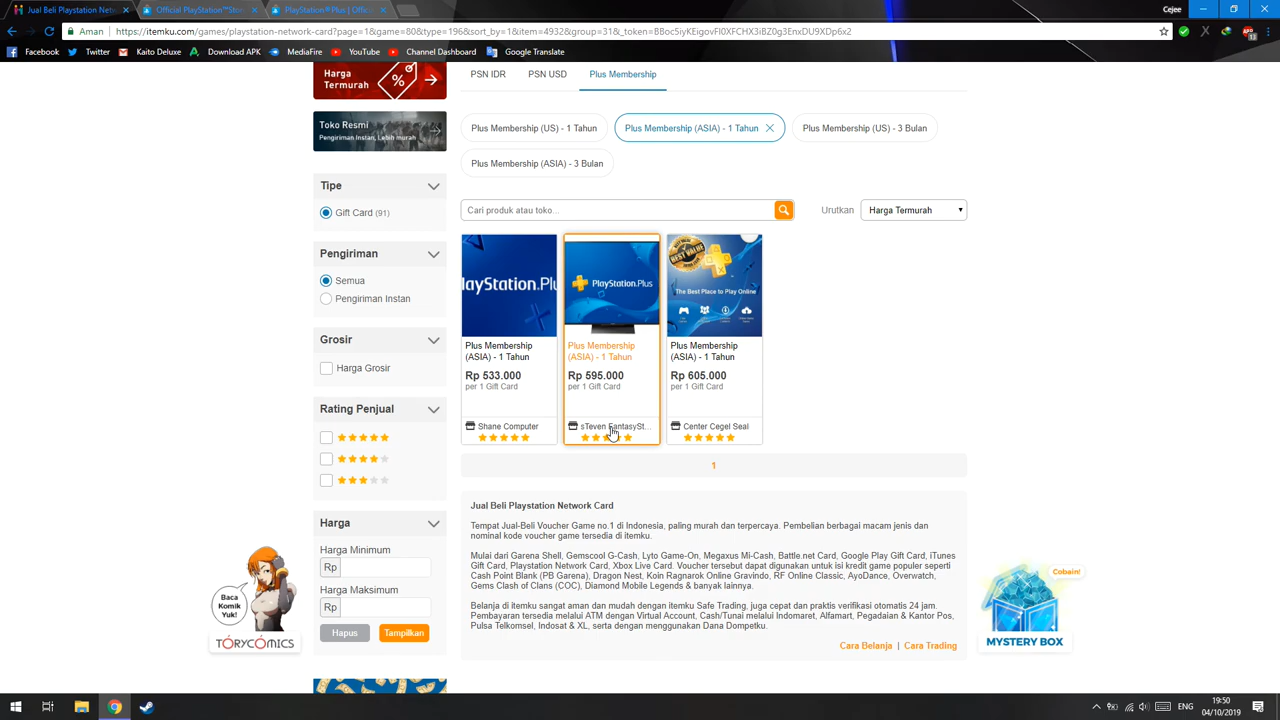 Jual Beli Playstation Net
Official PlayStation™Sto
PlayStation®Plus | Offici
Cejee
Aman
https://itemku.com/games/playstation-network-card?page=1&game=80&type=196&sort_by=1&item=4932&group=31&_token=8Boc5iyKEigovFI0XFCHX3iBZ0g3EnxDU9XDp6x2
Facebook
Twitter
Kaito Deluxe
Download APK
MediaFire
YouTube
Channel Dashboard
Google Translate
Harga
Termurah
%
PSN IDR
PSN USD
Plus Membership
Toko Resmi
Pengiriman Instan, Lebih murah
Plus Membership (US) - 1 Tahun
Plus Membership (ASIA) - 1 Tahun
Plus Membership (US) - 3 Bulan
Plus Membership (ASIA) - 3 Bulan
Tipe
Gift Card (91)
Cari produk atau toko...
Urutkan
Harga Termurah
Pengiriman
Semua
Pengiriman Instan
Grosir
Harga Grosir
Rating Penjual
Harga
Harga Minimum
Rp
Harga Maksimum
Rp
Hapus
Tampilkan
PlayStation.Plu
Plus Membership
(ASIA) - 1 Tahun
Rp 533.000
per 1 Gift Card
Shane Computer
PlayStation.Plus
Plus Membership
(ASIA) - 1 Tahun
Rp 595.000
per 1 Gift Card
sTeven FantasySt...
BEST VALUE
The Best Place to Play Online
Plus Membership
(ASIA) - 1 Tahun
Rp 605.000
per 1 Gift Card
Center Cegel Seal
1
Jual Beli Playstation Network Card
Tempat Jual-Beli Voucher Game no.1 di Indonesia, paling murah dan terpercaya. Pembelian berbagai macam jenis dan
nominal kode voucher game tersedia di itemku.
Mulai dari Garena Shell, Gemscool G-Cash, Lyto Game-On, Megaxus Mi-Cash, Battle.net Card, Google Play Gift Card, iTunes
Gift Card, Playstation Network Card, Xbox Live Card. Voucher tersebut dapat digunakan untuk isi kredit game populer seperti
Cash Point Blank (PB Garena), Dragon Nest, Koin Ragnarok Online Gravindo, RF Online Classic, AyoDance, Overwatch,
Gems Clash of Clans (COC), Diamond Mobile Legends & banyak lainnya.
Belanja di itemku sangat aman dan mudah dengan itemku Safe Trading, juga cepat dan praktis verifikasi otomatis 24 jam.
Pembayaran tersedia melalui ATM dengan Virtual Account, Cash/Tunai melalui Indomaret, Alfamart, Pegadaian & Kantor Pos,
Pulsa Telkomsel, Indosat & XL, serta dengan menggunakan Dana Dompetku.
Cara Belanja | Cara Trading
Baca
Komik
Yuk!
TORYCOMICS
Cobain!
MYSTERY BOX
ENG
19:50
04/10/2019